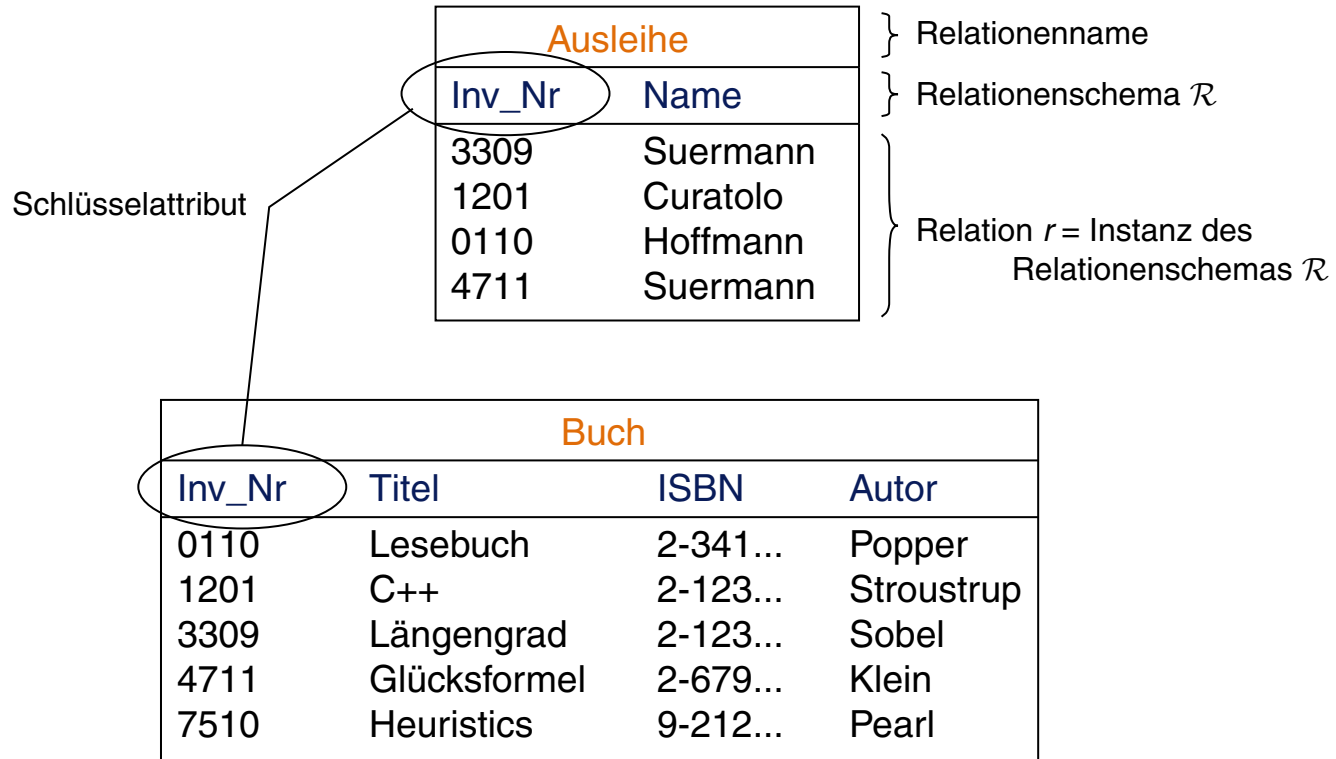 Ausleihe
Relationenname
Inv_Nr Name
Relationenschema ℛ
3309 Suermann
1201 Curatolo
0110 Hoffmann
4711 Suermann
Schlüsselattribut
Relation r = Instanz des
Relationenschemas ℛ
Buch
Inv_Nr Titel ISBN Autor
0110 Lesebuch 2-341... Popper
1201 C++ 2-123... Stroustrup
3309 Längengrad 2-123... Sobel
4711 Glücksformel 2-679... Klein
7510 Heuristics 9-212... Pearl